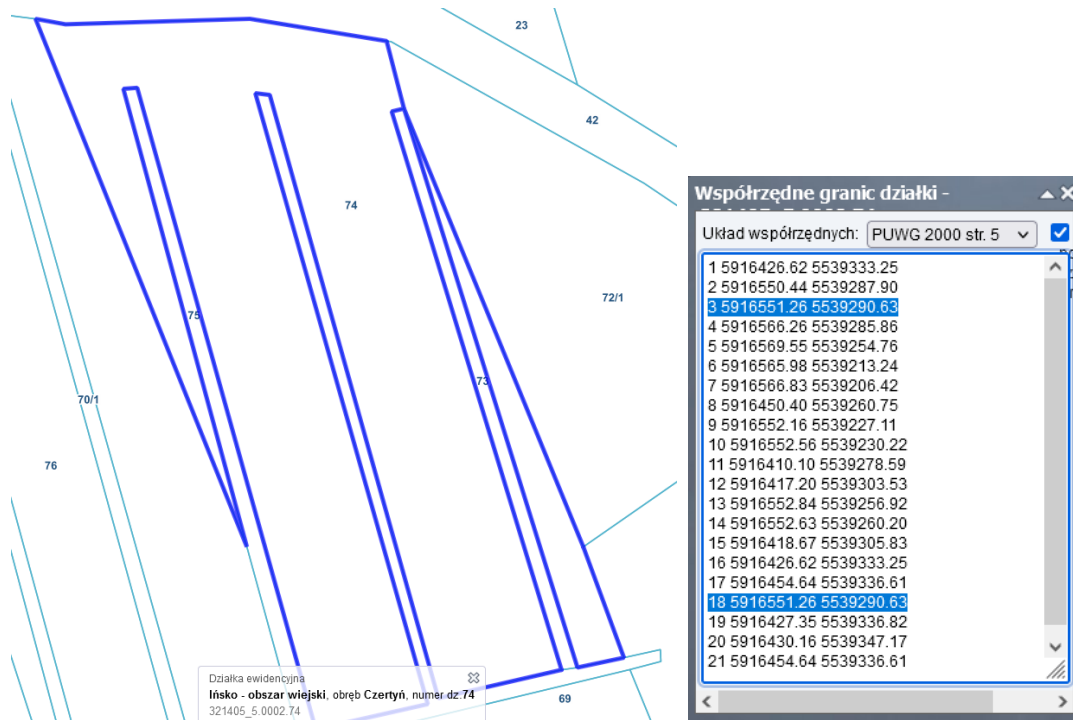 23
42
74
75
72/1
73
70/1
76
69
Działka ewidencyjna
Ińsko - obszar wiejski, obręb Czertyń, numer dz.74
321405_5.0002.74
Współrzędne granic działki -
Układ współrzędnych: PUWG 2000 str. 5
1 5916426.62 5539333.25
2 5916550.44 5539287.90
3 5916551.26 5539290.63
4 5916566.26 5539285.86
5 5916569.55 5539254.76
6 5916565.98 5539213.24
7 5916566.83 5539206.42
8 5916450.40 5539260.75
9 5916552.16 5539227.11
10 5916552.56 5539230.22
11 5916410.10 5539278.59
12 5916417.20 5539303.53
13 5916552.84 5539256.92
14 5916552.63 5539260.20
15 5916418.67 5539305.83
16 5916426.62 5539333.25
17 5916454.64 5539336.61
18 5916551.26 5539290.63
19 5916427.35 5539336.82
20 5916430.16 5539347.17
21 5916454.64 5539336.61